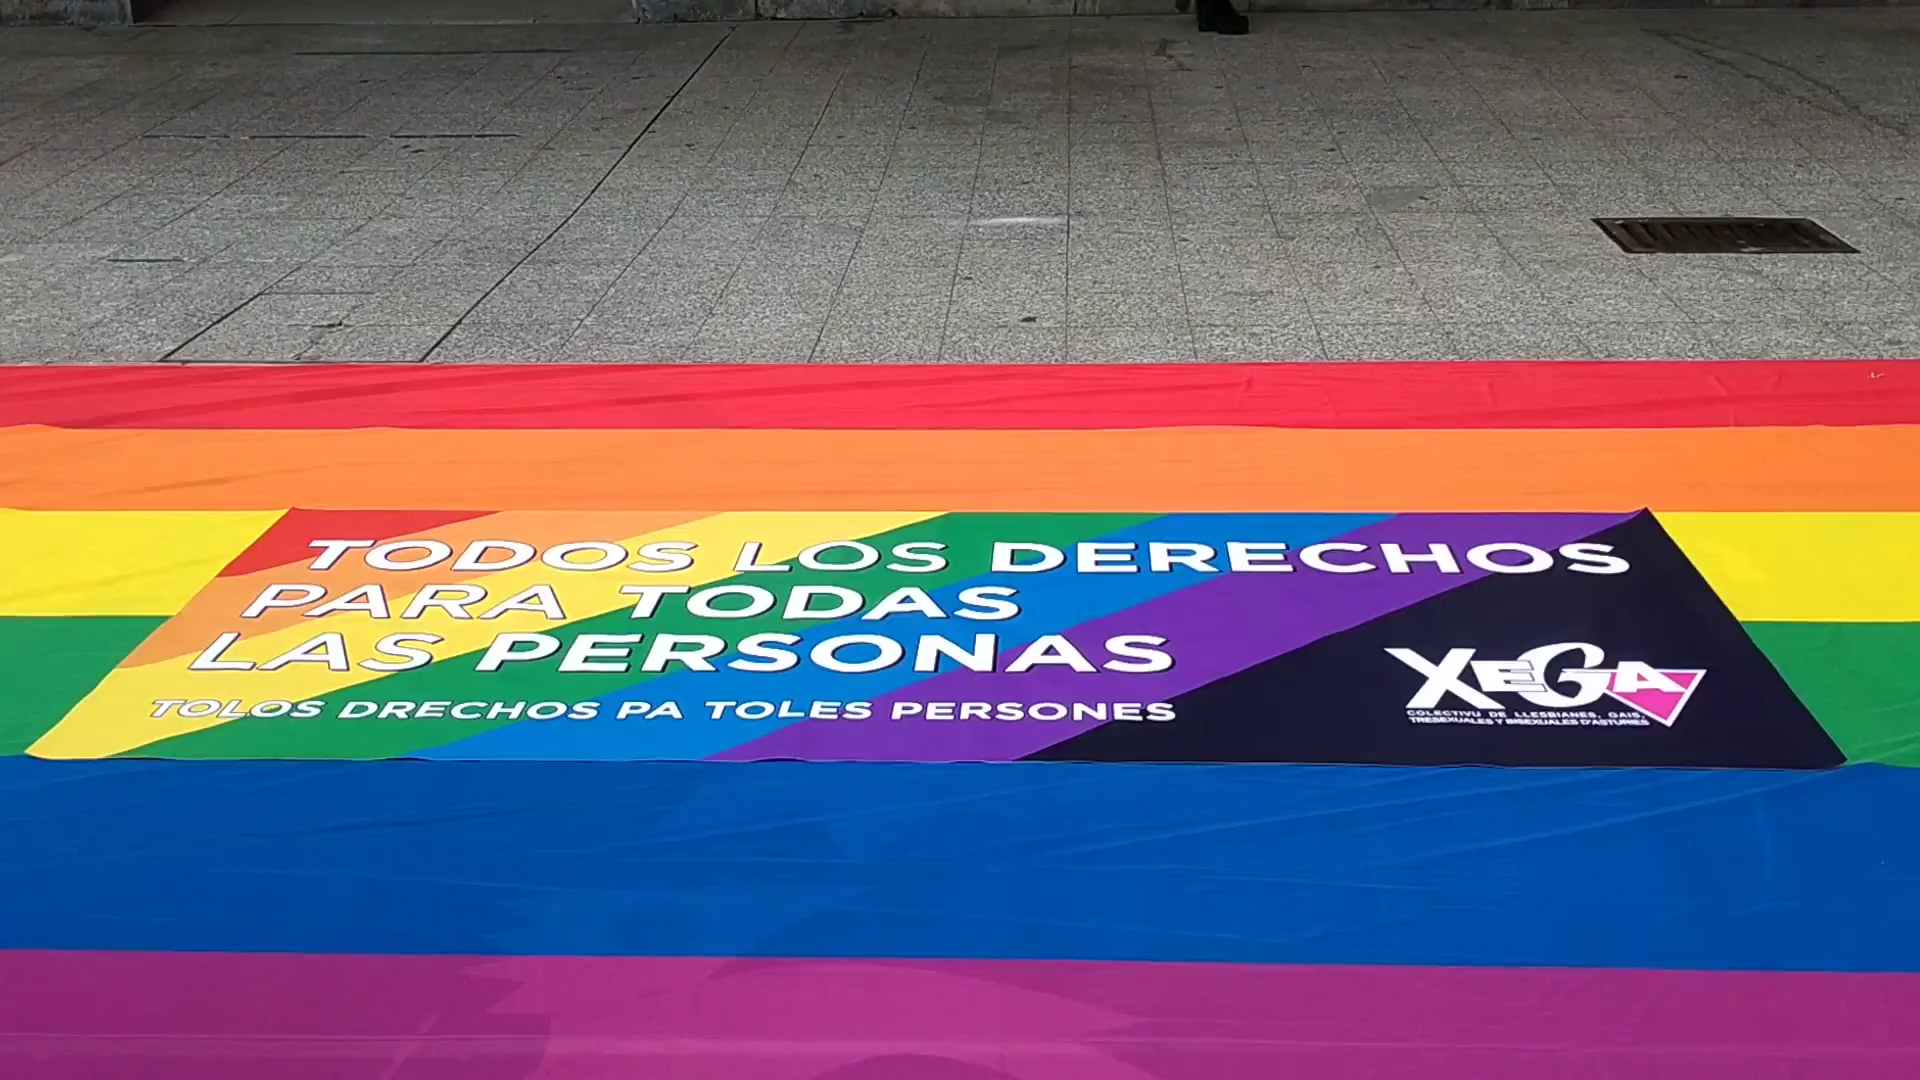 TODOS LOS DERECHOS
PARA TODAS
LAS PERSONAS
TOLOS DRECHOS PA TOLES PERSONES
XEGA
COLECTIVU DE LLESBIANES, GAIS,
TRESEXUALES Y BISEXUALES D'ASTURIES